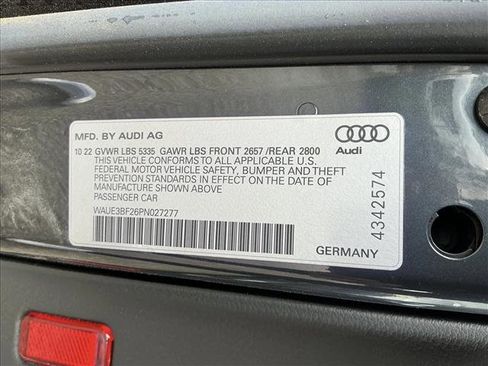 MFD. BY AUDI AG
10 22 GVWR LBS 5335 GAWR LBS FRONT 2657 /REAR 2800
THIS VEHICLE CONFORMS TO ALL APPLICABLE U.S.
FEDERAL MOTOR VEHICLE SAFETY, BUMPER AND THEFT
PREVENTION STANDARDS IN EFFECT ON THE DATE OF
MANUFACTURE SHOWN ABOVE.
PASSENGER CAR
WAUE3BF26PN027277
Audi
4342574
GERMANY